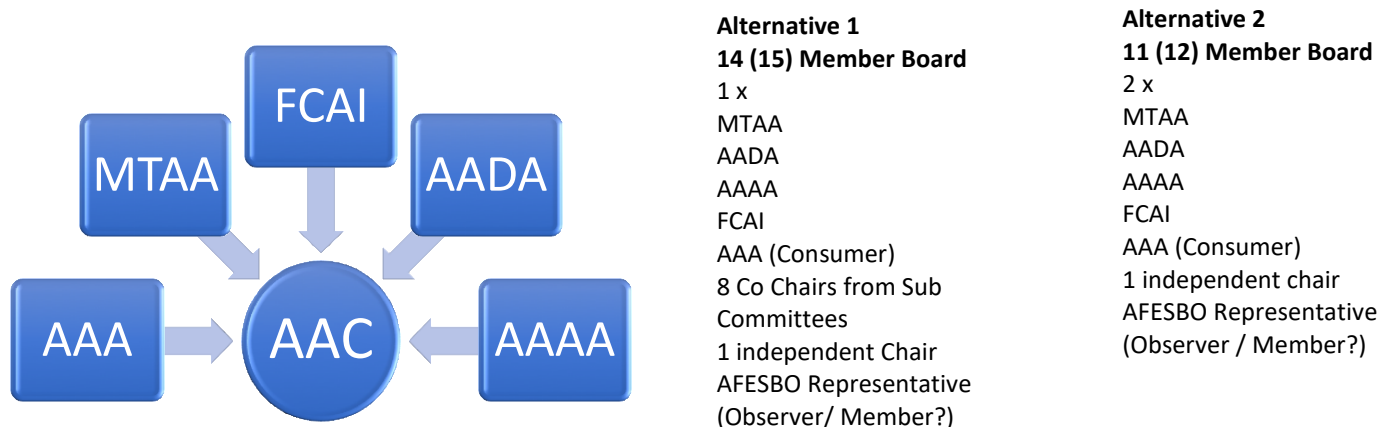 FCAI
MTAA
AADA
AAA
AAC
AAAA
Alternative 1
14 (15) Member Board
1 x
MTAA
AADA
AAAA
FCAI
AAA (Consumer)
8 Co Chairs from Sub
Committees
1 independent Chair
AFESBO Representative
(Observer/ Member?)
Alternative 2
11 (12) Member Board
2 x
MTAA
AADA
AAAA
FCAI
AAA (Consumer)
1 independent chair
AFESBO Representative
(Observer / Member?)